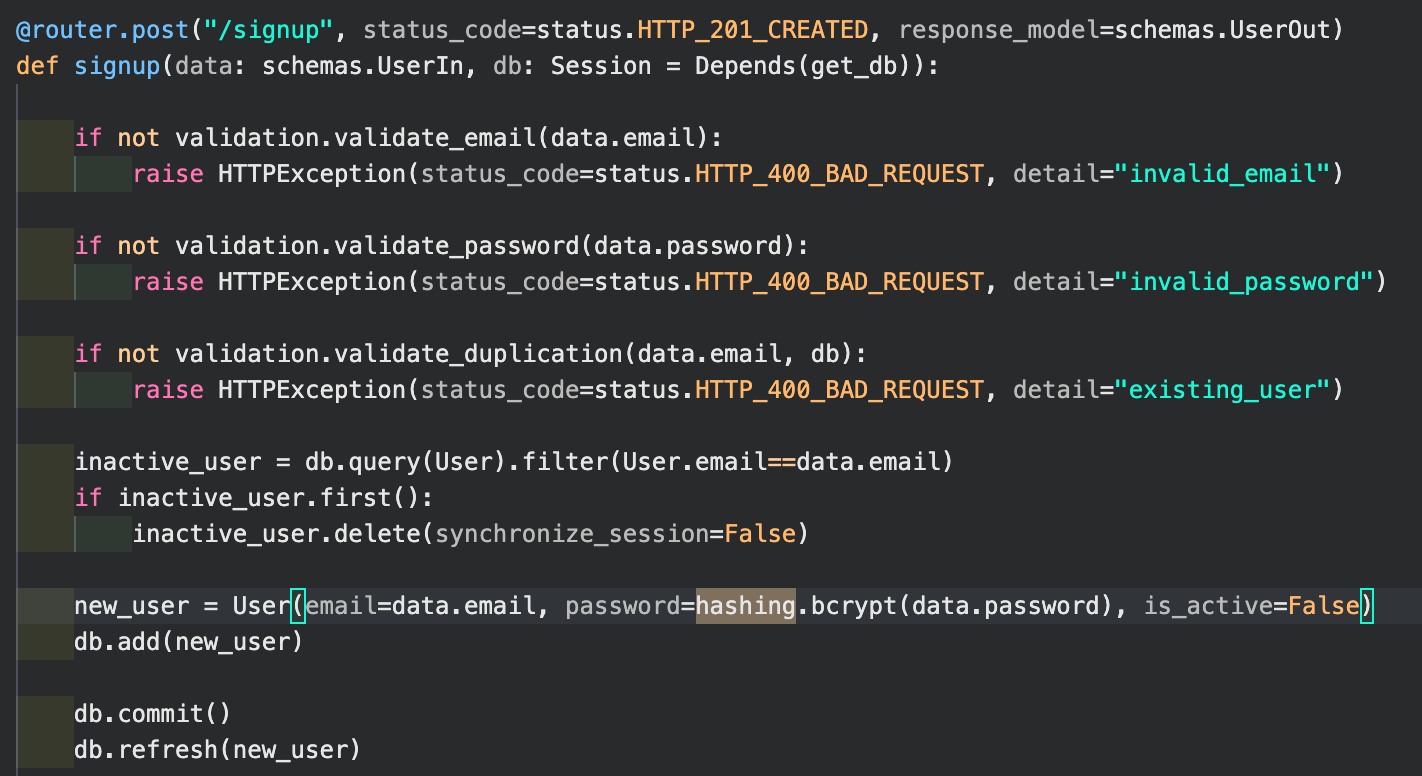 @router.post("/signup", status_code=status.HTTP_201_CREATED, response_model=schemas.UserOut)
def signup(data: schemas.UserIn, db: Session = Depends(get_db)):
if not validation.validate_email(data.email):
raise HTTPException(status_code=status.HTTP_400_BAD_REQUEST, detail="invalid_email")
if not validation.validate_password(data.password):
raise HTTPException(status_code=status.HTTP_400_BAD_REQUEST, detail="invalid_password")
if not validation.validate_duplication(data.email, db):
raise HTTPException(status_code=status.HTTP_400_BAD_REQUEST, detail="existing_user")
inactive_user = db.query(User).filter(User.email==data.email)
if inactive_user.first():
inactive_user.delete(synchronize_session=False)
new_user = User(email=data.email, password=hashing.bcrypt(data.password), is_active=False)
db.add(new_user)
db.commit()
db.refresh(new_user)